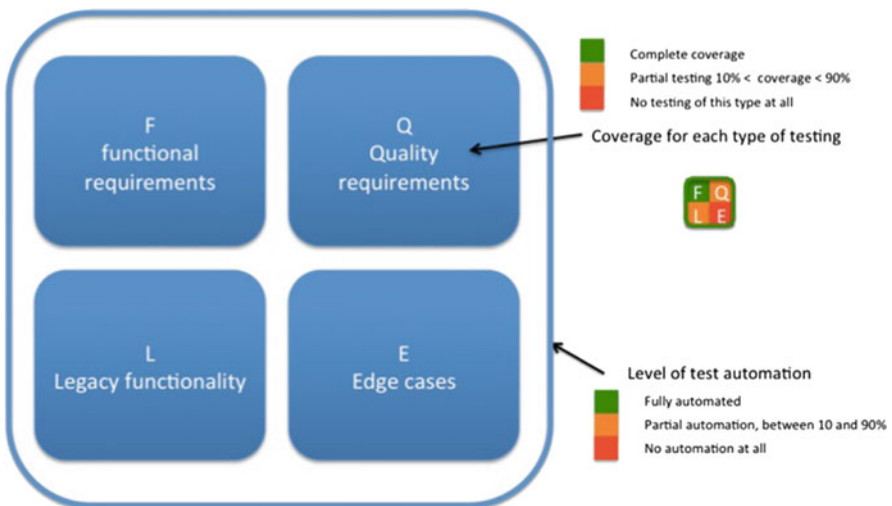 F
functional
requirements
Q
Quality
requirements
L
Legacy functionality
E
Edge cases
Complete coverage
Partial testing 10% < coverage < 90%
No testing of this type at all
Coverage for each type of testing
F Q
L E
Level of test automation
Fully automated
Partial automation, between 10 and 90%
No automation at all